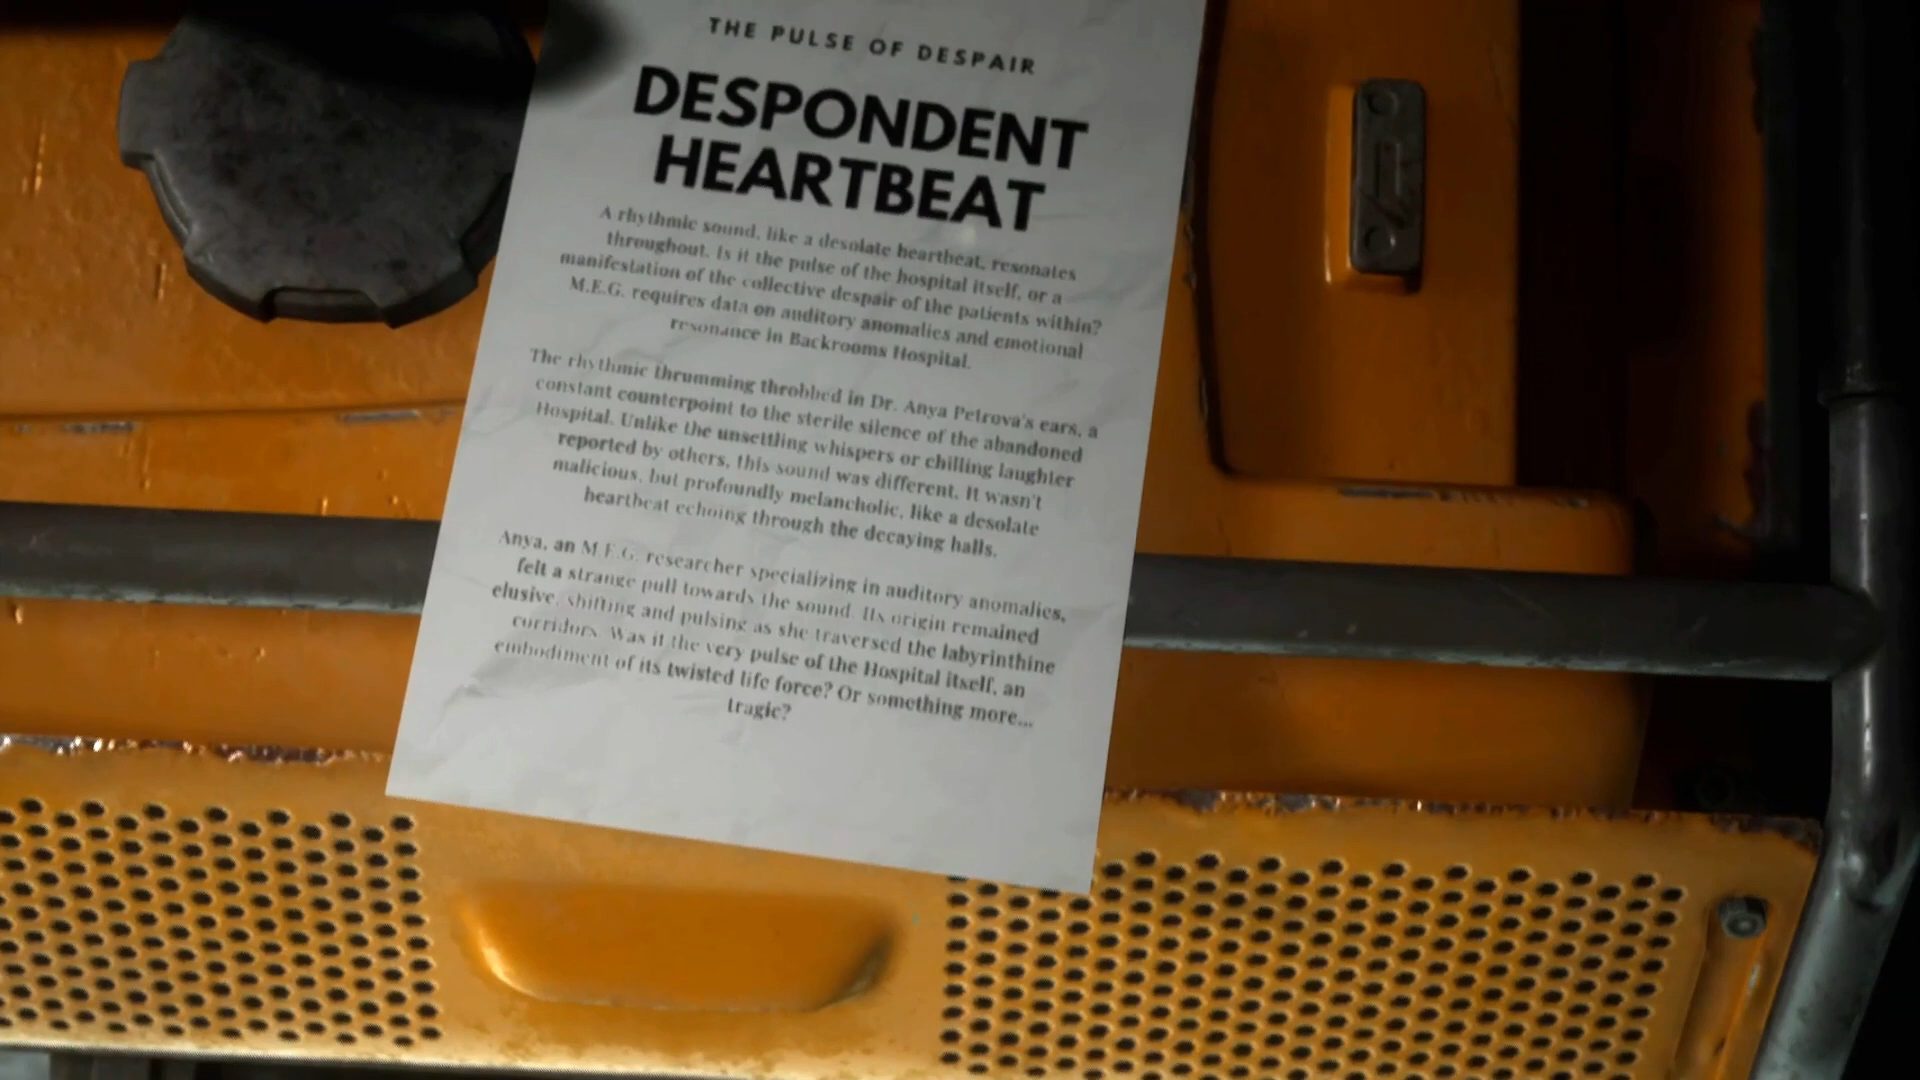 THE PULSE OF DESPAIR
DESPONDENT
HEARTBEAT
A rhythmic sound, like a desolate heartbeat, resonates
throughout. Is it the pulse of the hospital itself, or a
manifestation of the collective despair of the patients within?
M.E.G. requires data on auditory anomalies and emotional
resonance in Backrooms Hospital.
The rhythmic thrumming throbbed in Dr. Anya Petrova's ears, a
constant counterpoint to the sterile silence of the abandoned
Hospital. Unlike the unsettling whispers or chilling laughter
reported by others, this sound was different. It wasn't
malicious, but profoundly melancholic, like a desolate
heartbeat echoing through the decaying halls.
Anya, an M.E.G. researcher specializing in auditory anomalies,
felt a strange pull towards the sound. Its origin remained
elusive, shifting and pulsing as she traversed the labyrinthine
corridors. Was it the very pulse of the Hospital itself, an
embodiment of its twisted life force? Or something more...
tragic?